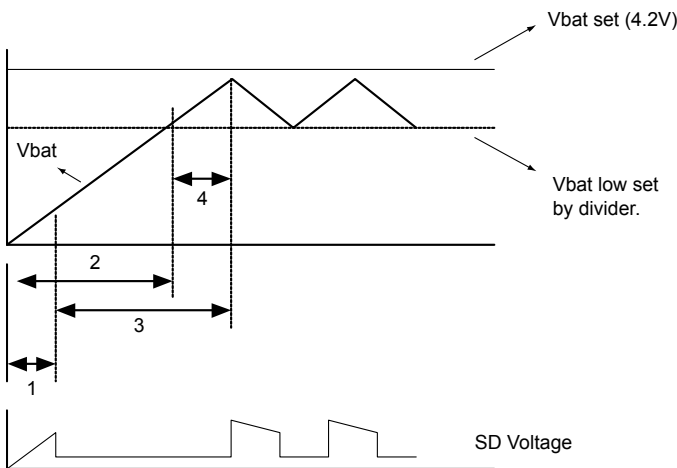 Vbat set (4.2V)
Vbat
4
Vbat low set
by divider.
2
3
1
SD Voltage